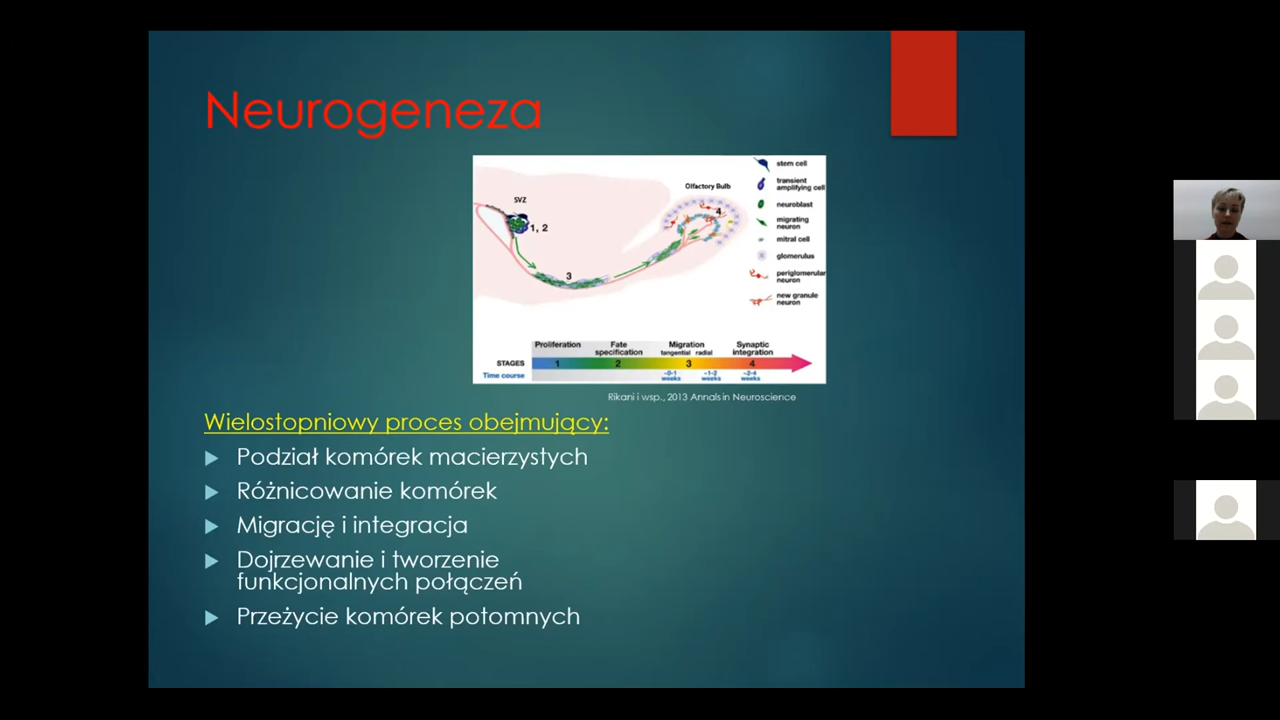 Neurogeneza
SVZ
1, 2
3
Olfactory Bulb
4
stem cell
transient
amplifying cell
neuroblast
migrating
neuron
mitral cell
glomerulus
periglomerular
neuron
new granule
neuron
Proliferation
Fate
specification
Migration
tangential radial
Synaptic
integration
STAGES
1 2 3 4
Time course
~0-1
weeks
~1-2
weeks
~2-4
weeks
Rikani i wsp., 2013 Annals in Neuroscience
Wielostopniowy proces obejmujący:
Podział komórek macierzystych
Różnicowanie komórek
Migrację i integracja
Dojrzewanie i tworzenie
funkcjonalnych połączeń
Przeżycie komórek potomnych